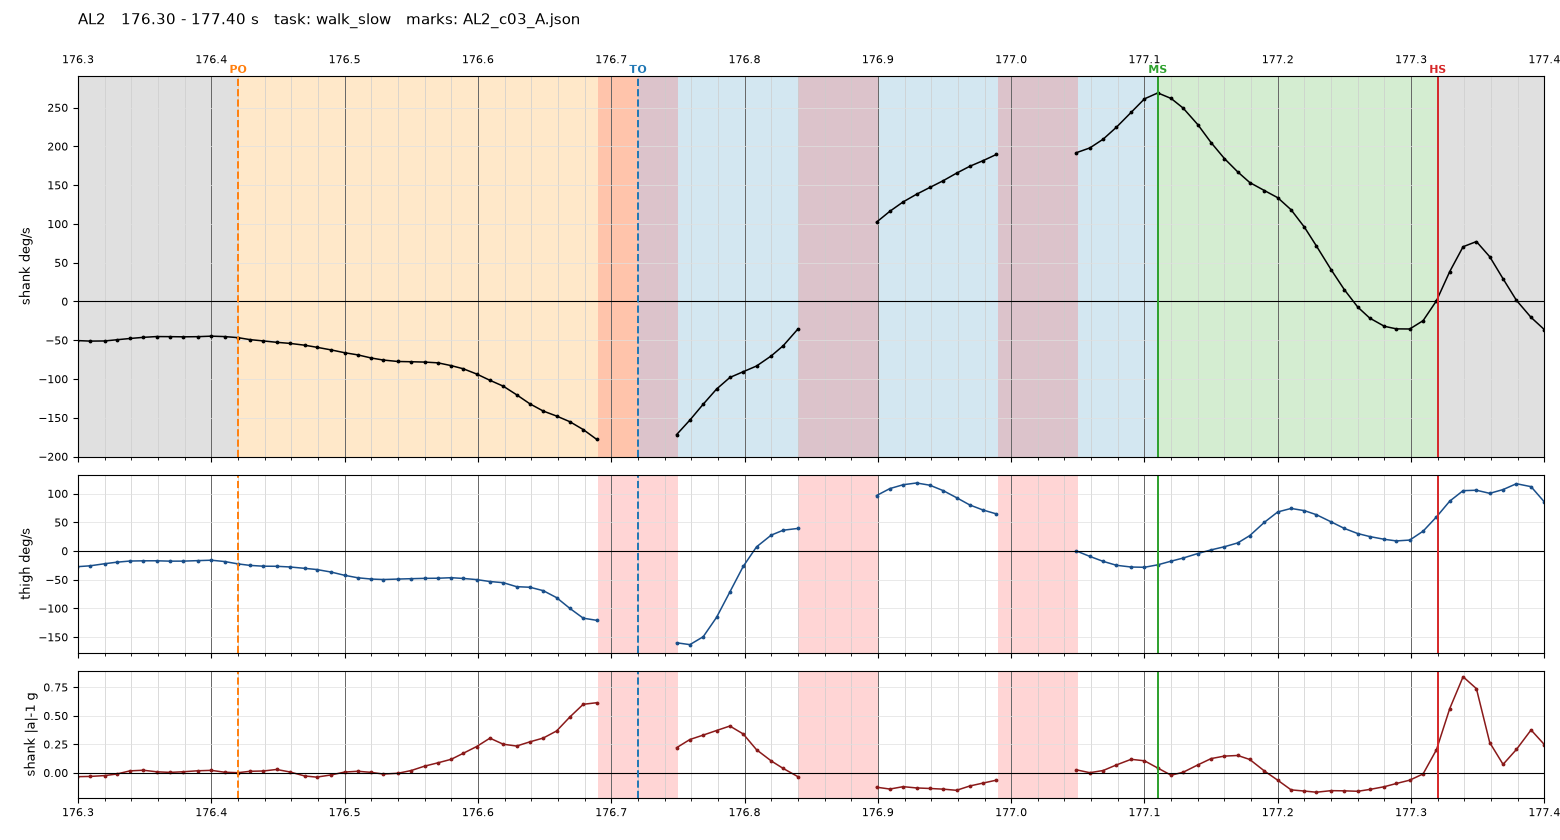 AL2   176.30 - 177.40 s   task: walk_slow   marks: AL2_c03_A.json
176.3 176.4 176.5 176.6 176.7 176.8 176.9 177.0 177.1 177.2 177.3 177.4
PO TO MS HS
shank deg/s
250
200
150
100
50
0
−50
−100
−150
−200
thigh deg/s
100
50
0
−50
−100
−150
shank |a|-1 g
0.75
0.50
0.25
0.00
176.3 176.4 176.5 176.6 176.7 176.8 176.9 177.0 177.1 177.2 177.3 177.4